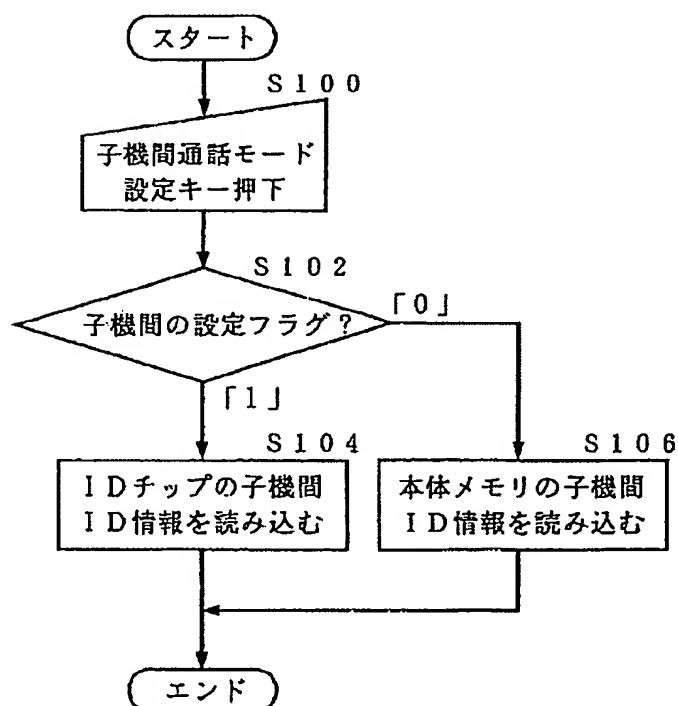 スタート
S100
子機間通話モード
設定キー押下
S102
子機間の設定フラグ?
「0」
「1」
S104
IDチップの子機間
ID情報を読み込む
S106
本体メモリの子機間
ID情報を読み込む
エンド